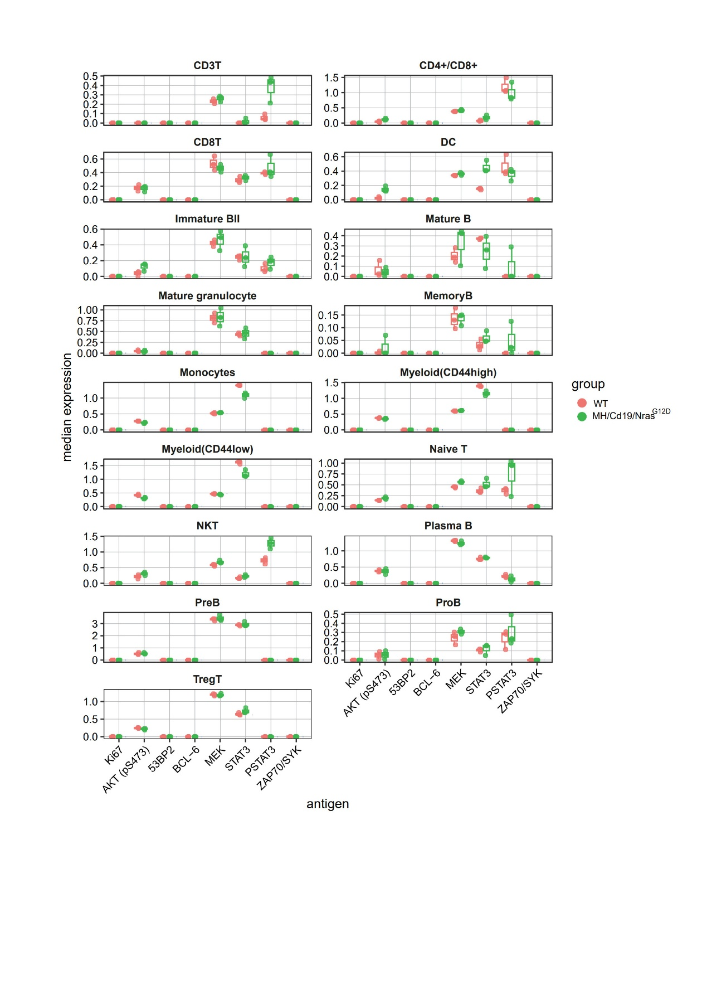 CD3T
0.5
0.4
0.3
0.2
0.1
0.0
CD4+/CD8+
1.5
1.0
0.5
0.0
CD8T
0.6
0.4
0.2
0.0
DC
0.6
0.4
0.2
0.0
Immature BII
0.6
0.4
0.2
0.0
Mature B
0.4
0.3
0.2
0.1
0.0
Mature granulocyte
1.00
0.75
0.50
0.25
0.00
MemoryB
0.15
0.10
0.05
0.00
Monocytes
1.0
0.5
0.0
Myeloid(CD44high)
1.5
1.0
0.5
0.0
Myeloid(CD44low)
1.5
1.0
0.5
0.0
Naive T
1.00
0.75
0.50
0.25
0.00
NKT
1.5
1.0
0.5
0.0
Plasma B
1.0
0.5
0.0
PreB
3
2
1
0
ProB
0.5
0.4
0.3
0.2
0.1
0.0
Ki67
AKT (pS473)
53BP2
BCL−6
MEK
STAT3
PSTAT3
ZAP70/SYK
TregT
1.0
0.5
0.0
Ki67
AKT (pS473)
53BP2
BCL−6
MEK
STAT3
PSTAT3
ZAP70/SYK
median expression
antigen
group
WT
MH/Cd19/NrasG12D